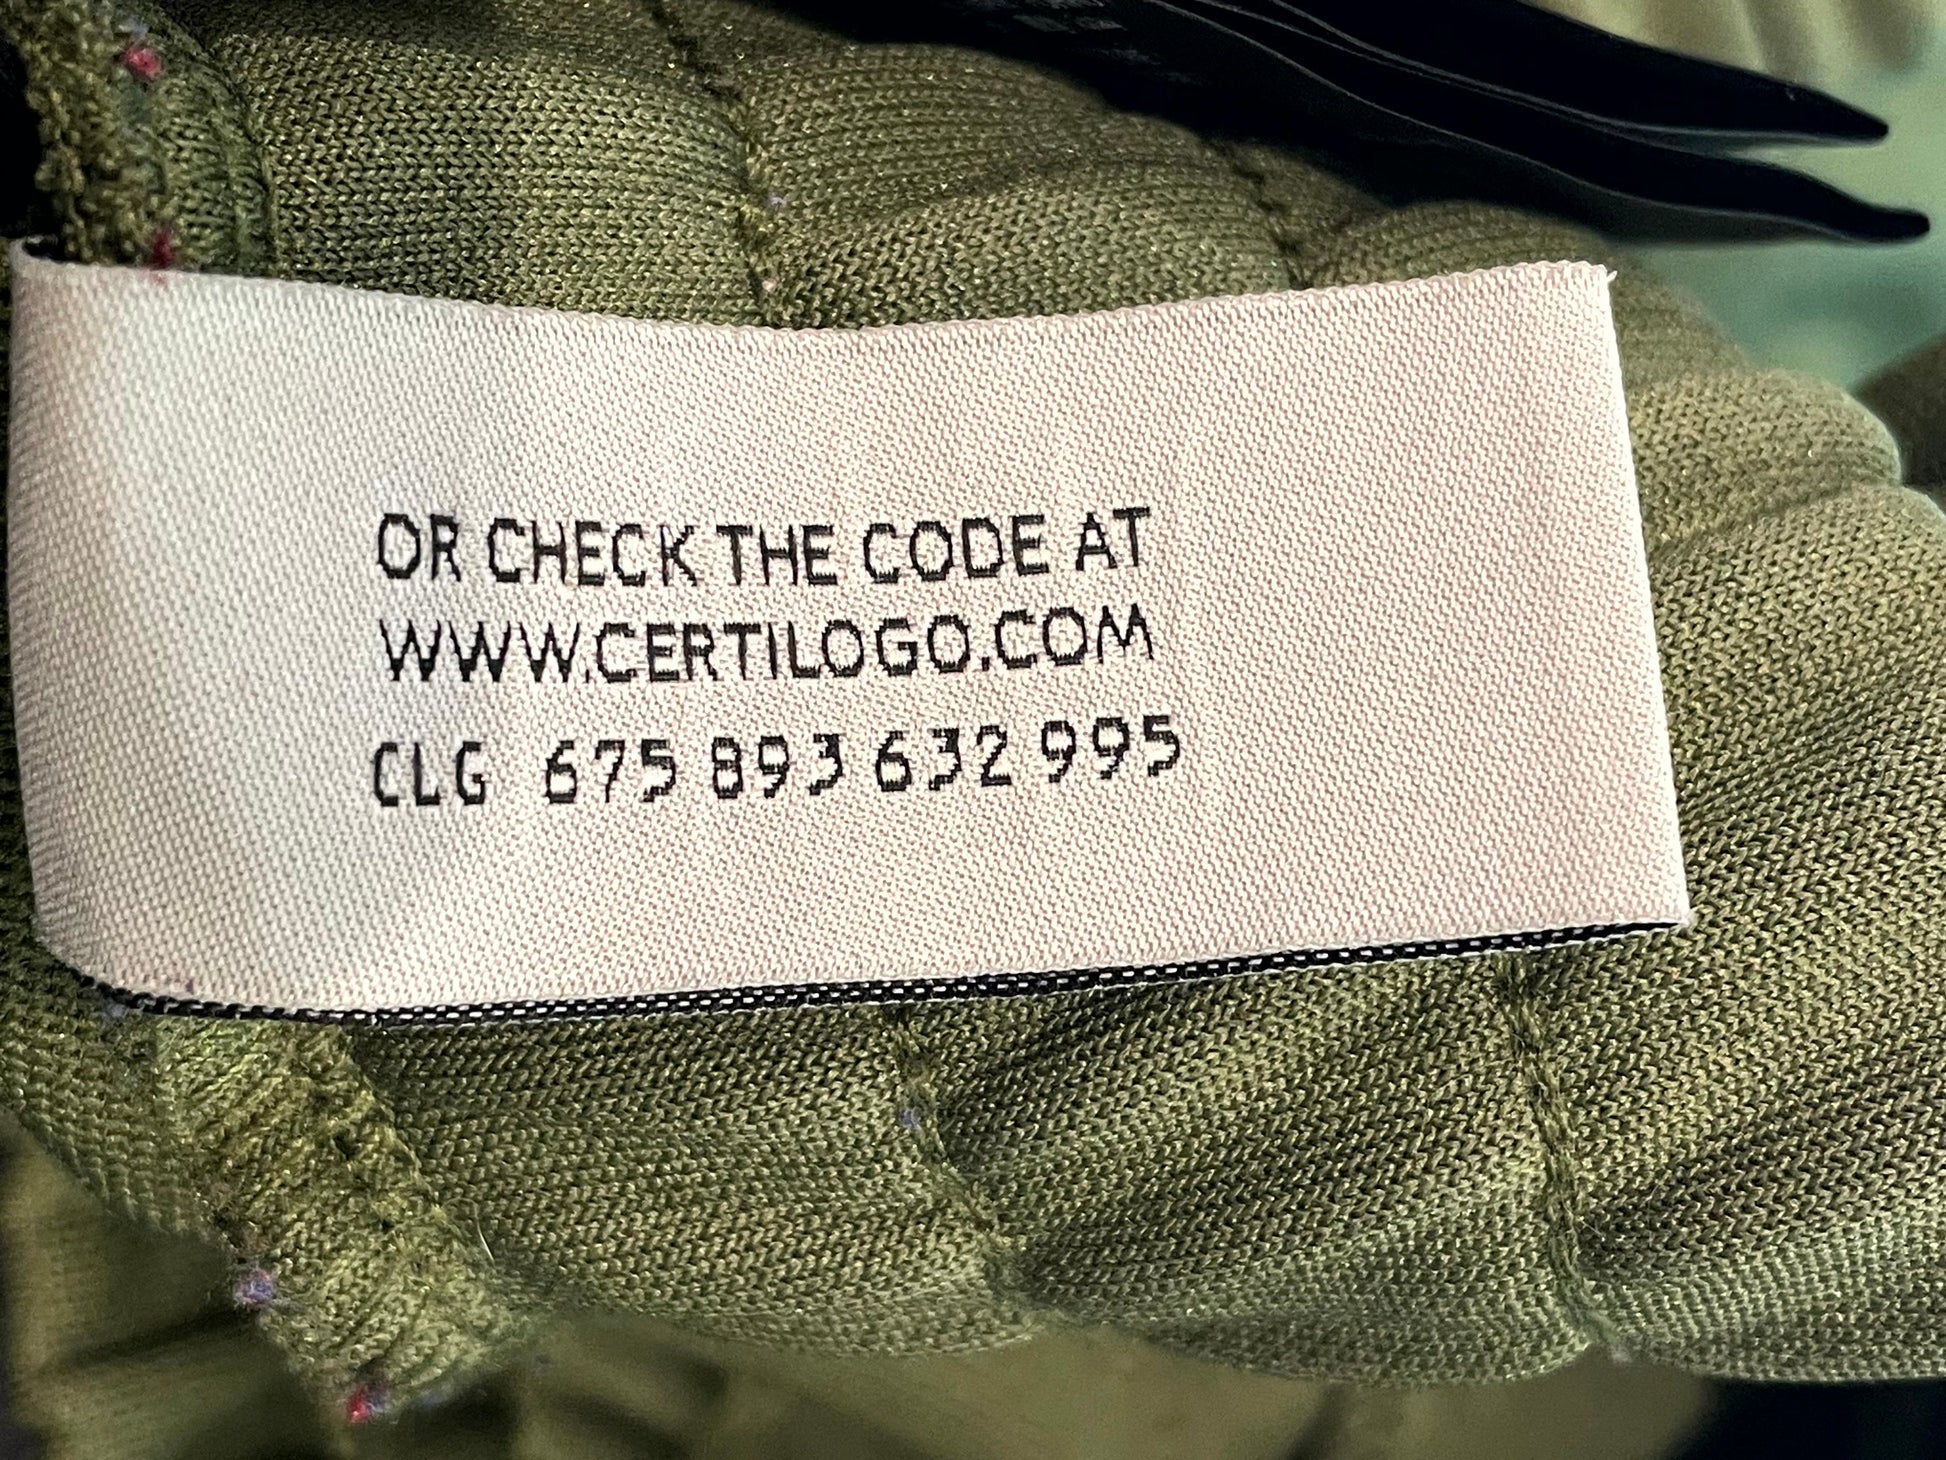 OR CHECK THE CODE AT
WWW.CERTILOGO.COM
CLG 675 893 632 995